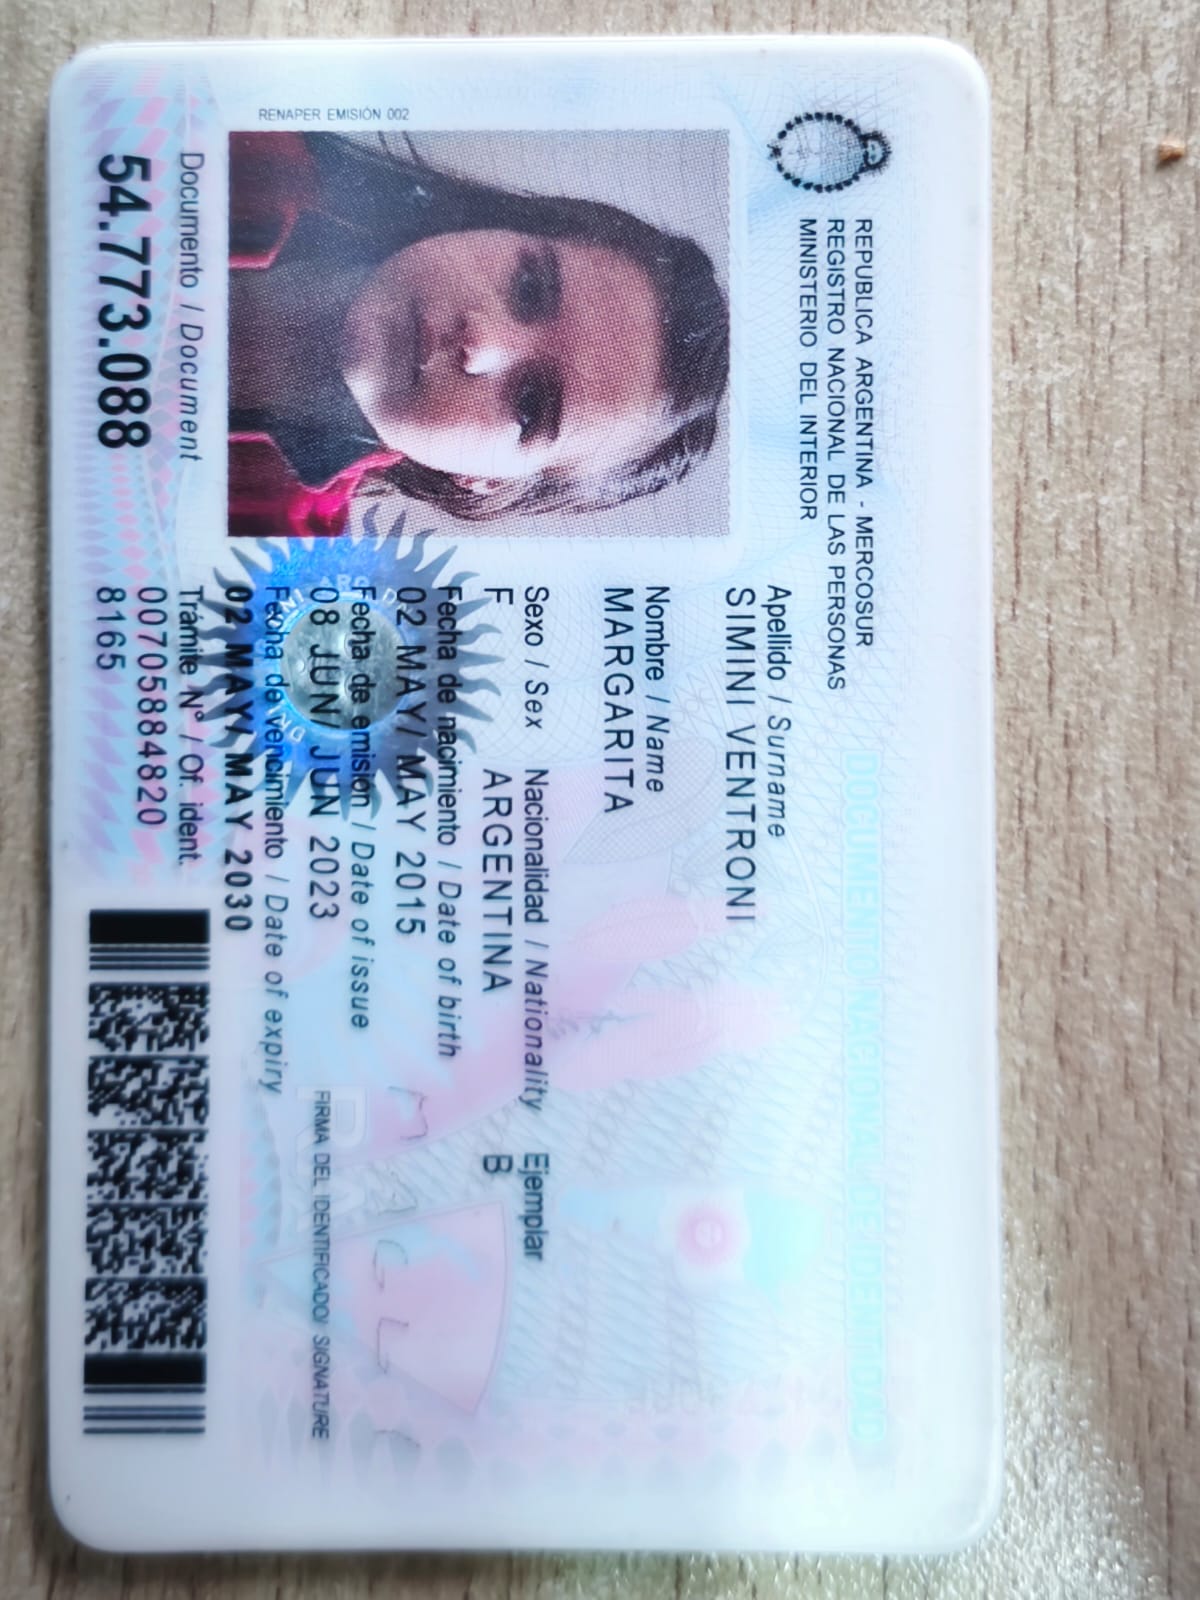 REPUBLICA ARGENTINA - MERCOSUR
REGISTRO NACIONAL DE LAS PERSONAS
MINISTERIO DEL INTERIOR
DOCUMENTO NACIONAL DE IDENTIDAD
RENAPER EMISIÓN 002
Apellido / Surname
SIMINI VENTRONI
Nombre / Name
MARGARITA
Sexo / Sex Nacionalidad / Nationality Ejemplar
F ARGENTINA B
Fecha de nacimiento / Date of birth
02 MAY/ MAY 2015
Fecha de emisión / Date of issue
08 JUN/ JUN 2023
Fecha de vencimiento / Date of expiry
02 MAY/ MAY 2030
FIRMA DEL IDENTIFICADO/ SIGNATURE
Documento / Document
54.773.088
Trámite N° / Of. ident.
00705884820
8165